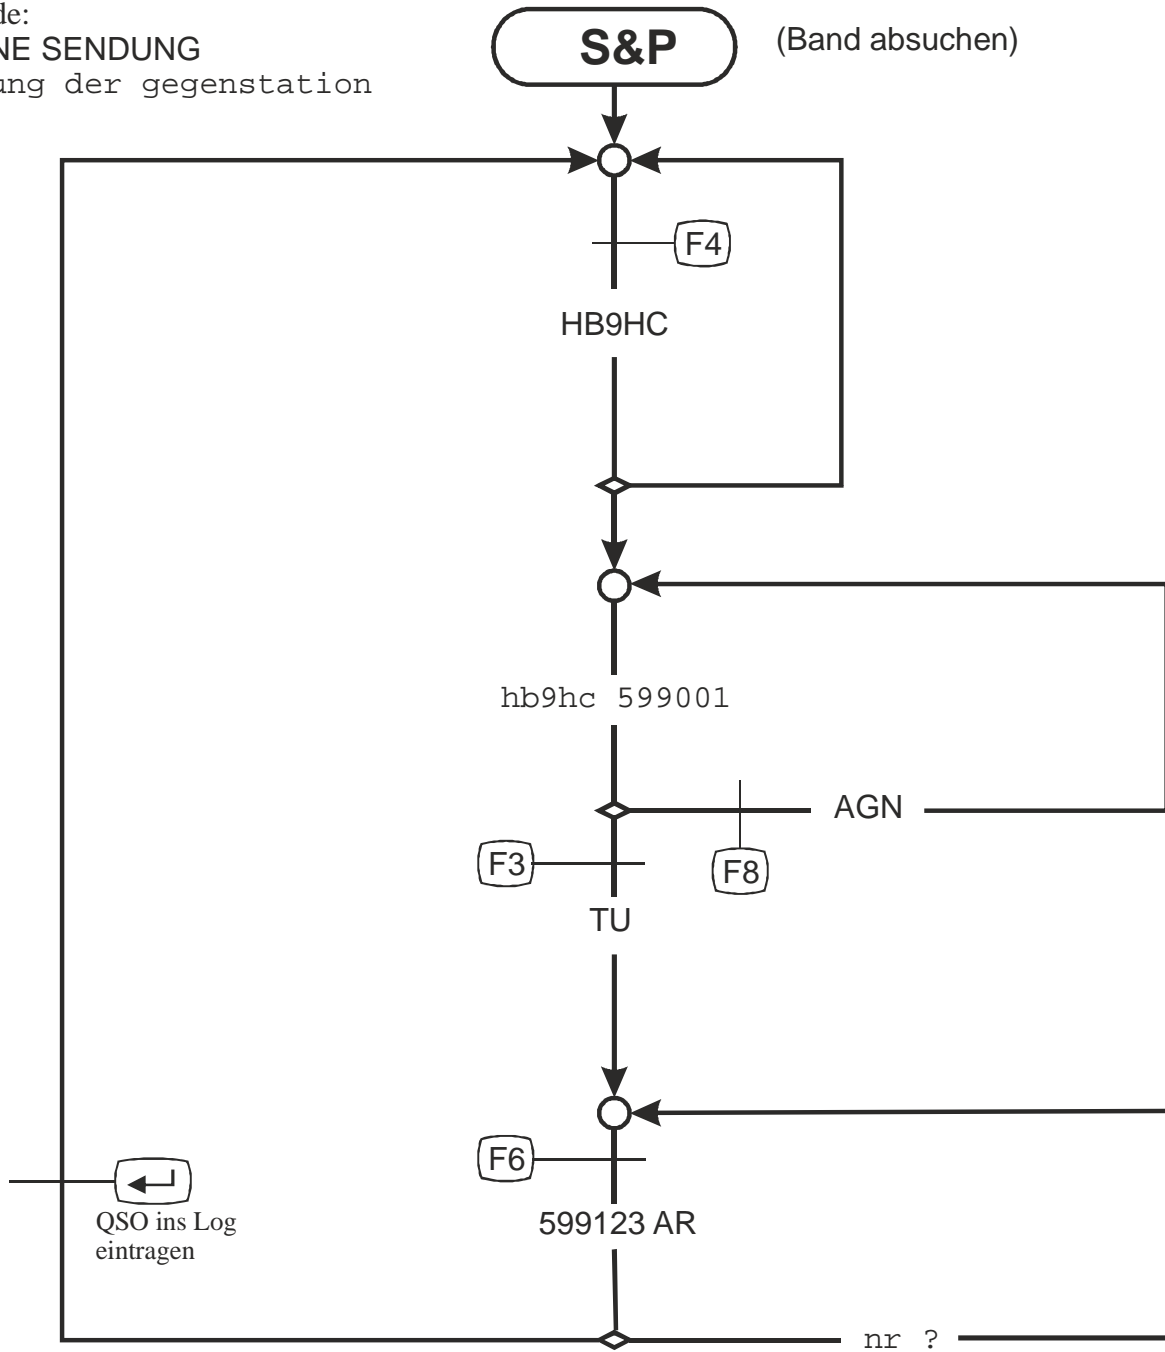 de:
NE SENDUNG
ung der gegenstation
S&P
(Band absuchen)
F4
HB9HC
hb9hc 599001
AGN
F3
F8
TU
F6
599123 AR
QSO ins Log
eintragen
nr ?